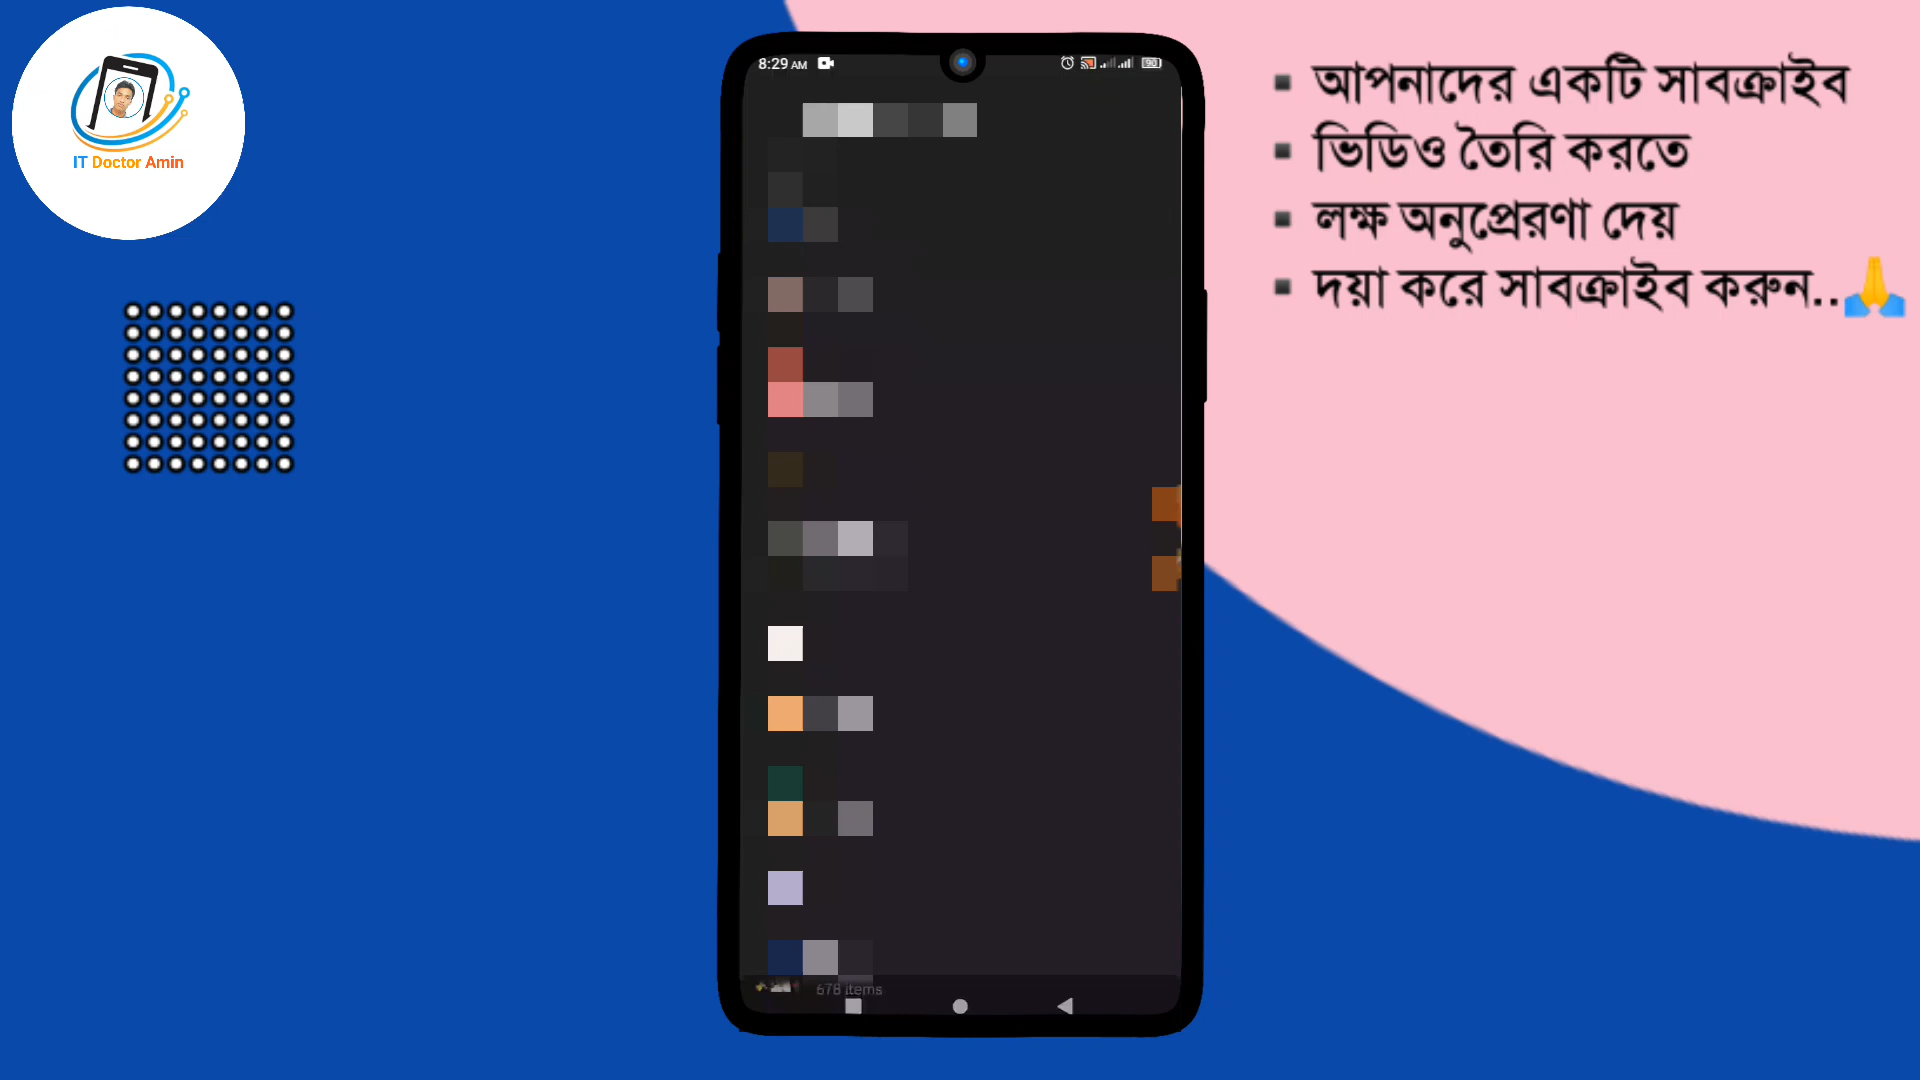 IT Doctor Amin
8:29 AM
90
678 items
আপনাদের একটি সাবক্রাইব
ভিডিও তৈরি করতে
লক্ষ অনুপ্রেরণা দেয়
দয়া করে সাবক্রাইব করুন..🙏